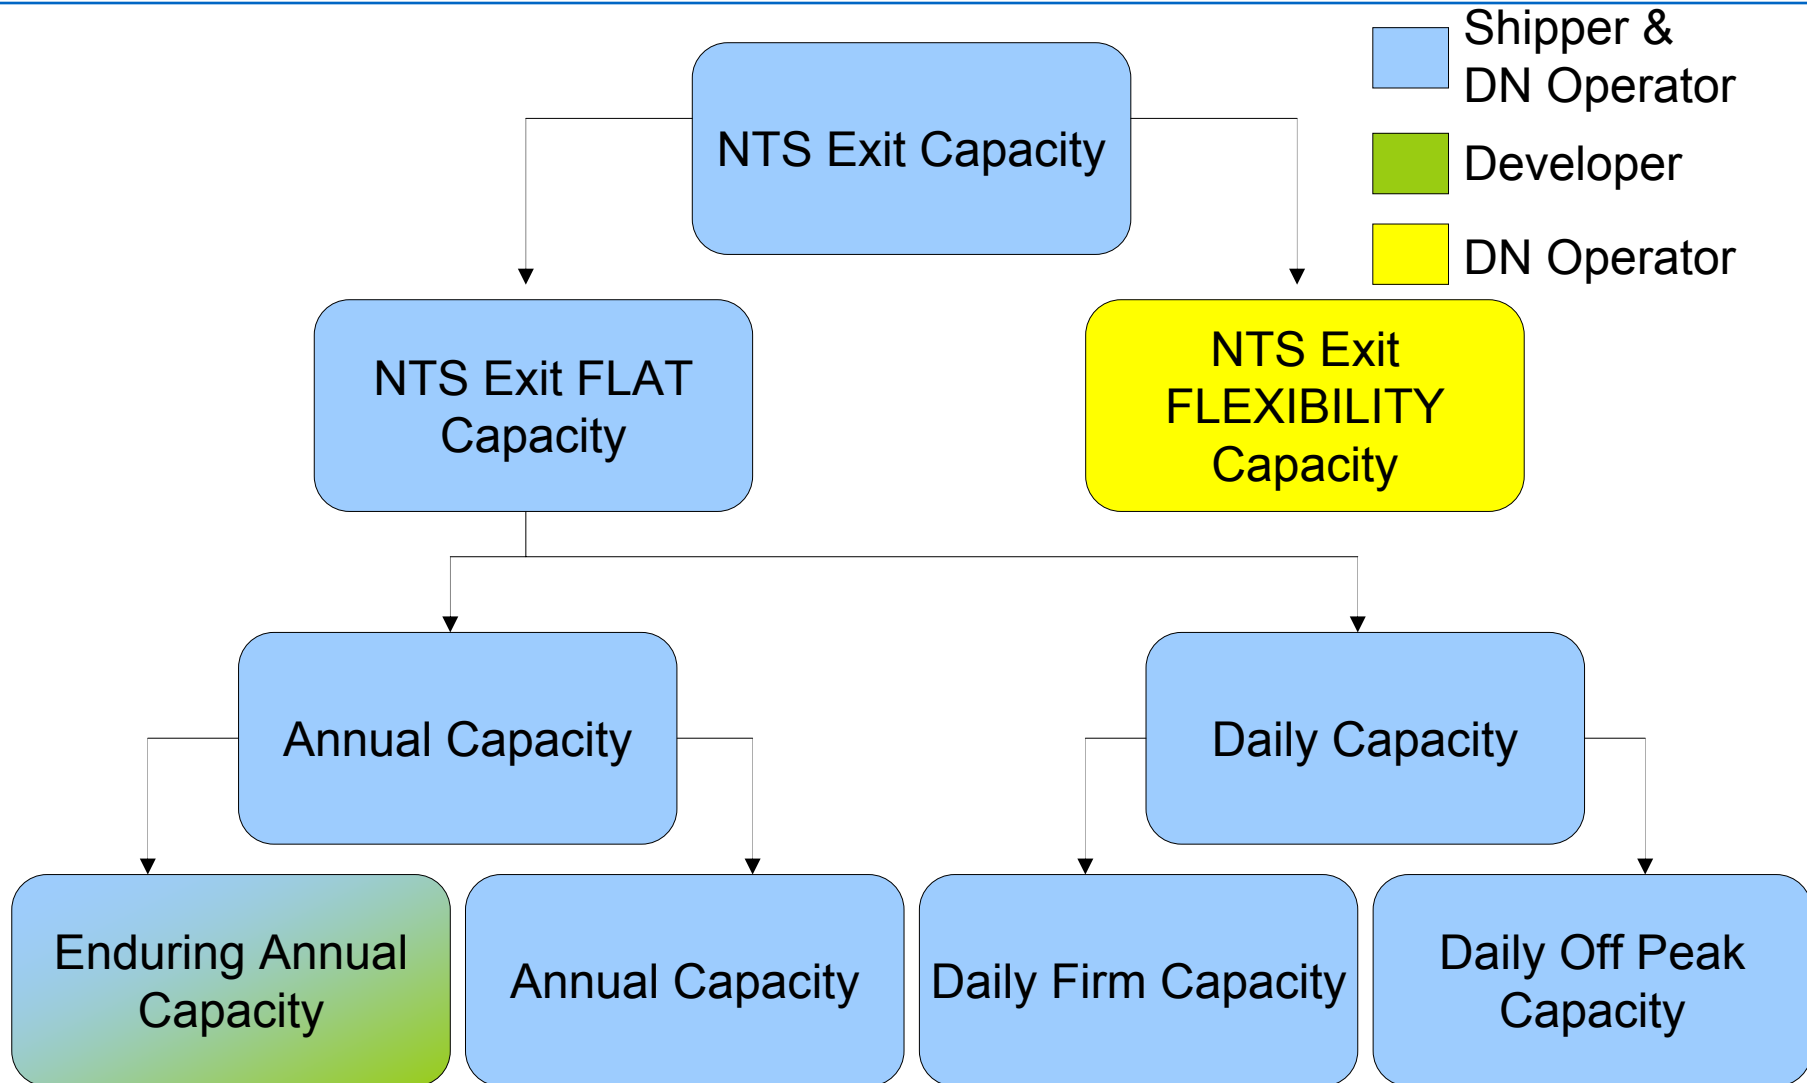 Shipper &
DN Operator
Developer
DN Operator
NTS Exit Capacity
NTS Exit FLAT
Capacity
NTS Exit
FLEXIBILITY
Capacity
Annual Capacity
Daily Capacity
Enduring Annual
Capacity
Annual Capacity
Daily Firm Capacity
Daily Off Peak
Capacity